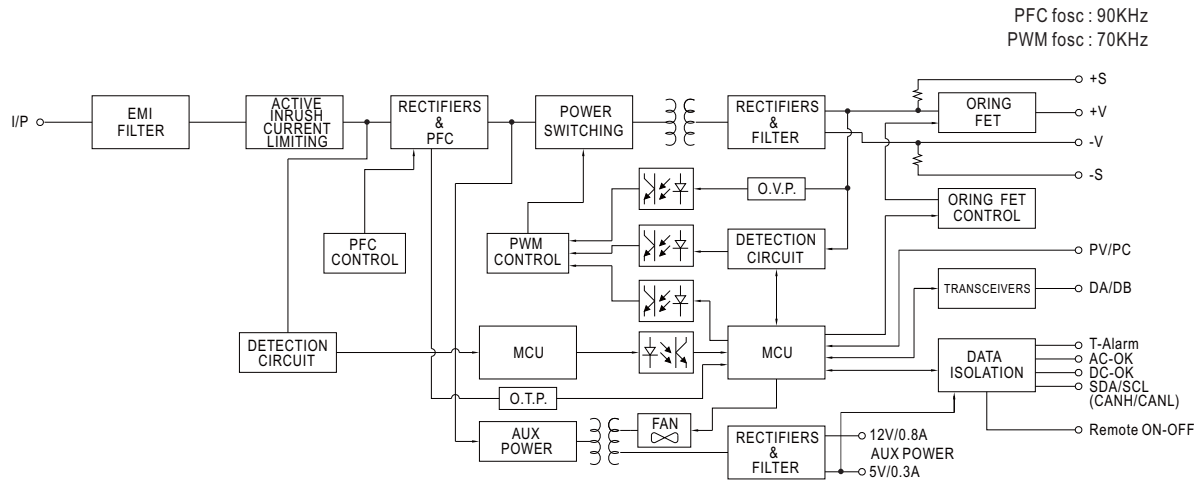 PFC fosc : 90KHz
PWM fosc : 70KHz
I/P
EMI
FILTER
ACTIVE
INRUSH
CURRENT
LIMITING
RECTIFIERS
&
PFC
POWER
SWITCHING
RECTIFIERS
&
FILTER
ORING
FET
+S
+V
-V
-S
O.V.P.
ORING FET
CONTROL
PFC
CONTROL
PWM
CONTROL
DETECTION
CIRCUIT
PV/PC
TRANSCEIVERS
DA/DB
DETECTION
CIRCUIT
MCU
MCU
DATA
ISOLATION
T-Alarm
AC-OK
DC-OK
SDA/SCL
(CANH/CANL)
O.T.P.
Remote ON-OFF
AUX
POWER
FAN
RECTIFIERS
&
FILTER
12V/0.8A
AUX POWER
5V/0.3A